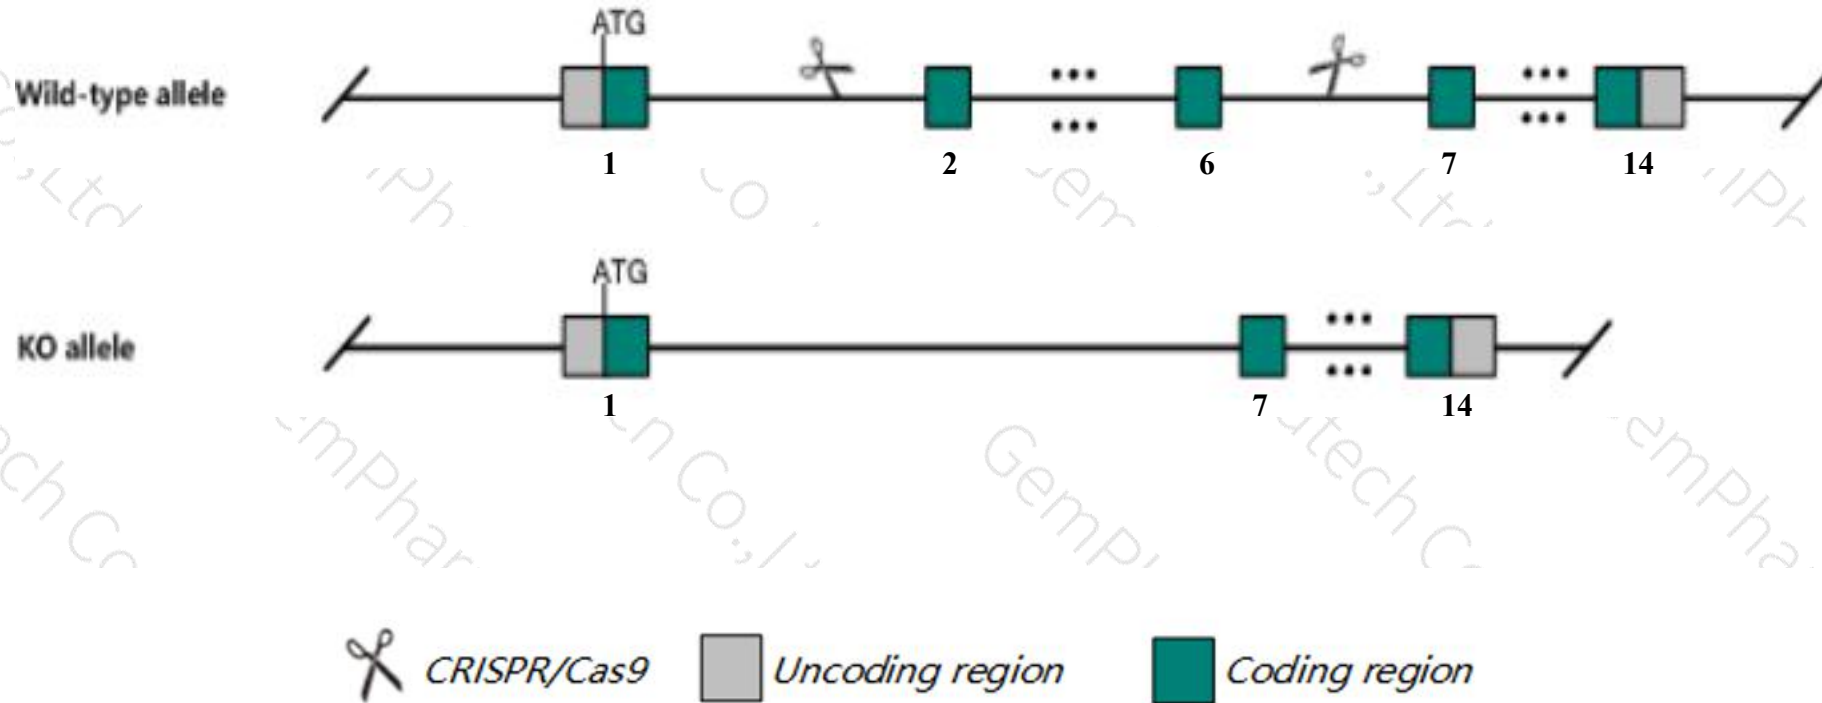 ATG
Wild-type allele
1 2 6 7 14
ATG
KO allele
1 7 14
CRISPR/Cas9 Uncoding region Coding region